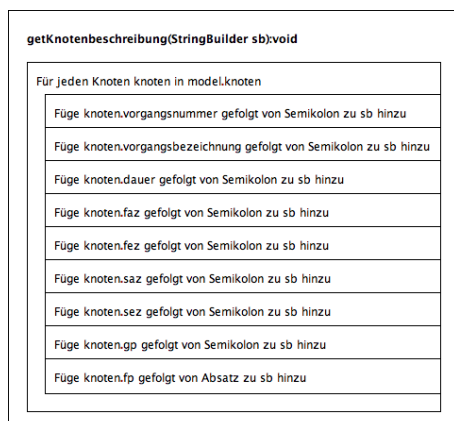 getKnotenbeschreibung(StringBuilder sb):void
Für jeden Knoten knoten in model.knoten
Füge knoten.vorgangsnummer gefolgt von Semikolon zu sb hinzu
Füge knoten.vorgangsbezeichnung gefolgt von Semikolon zu sb hinzu
Füge knoten.dauer gefolgt von Semikolon zu sb hinzu
Füge knoten.faz gefolgt von Semikolon zu sb hinzu
Füge knoten.fez gefolgt von Semikolon zu sb hinzu
Füge knoten.saz gefolgt von Semikolon zu sb hinzu
Füge knoten.sez gefolgt von Semikolon zu sb hinzu
Füge knoten.gp gefolgt von Semikolon zu sb hinzu
Füge knoten.fp gefolgt von Absatz zu sb hinzu